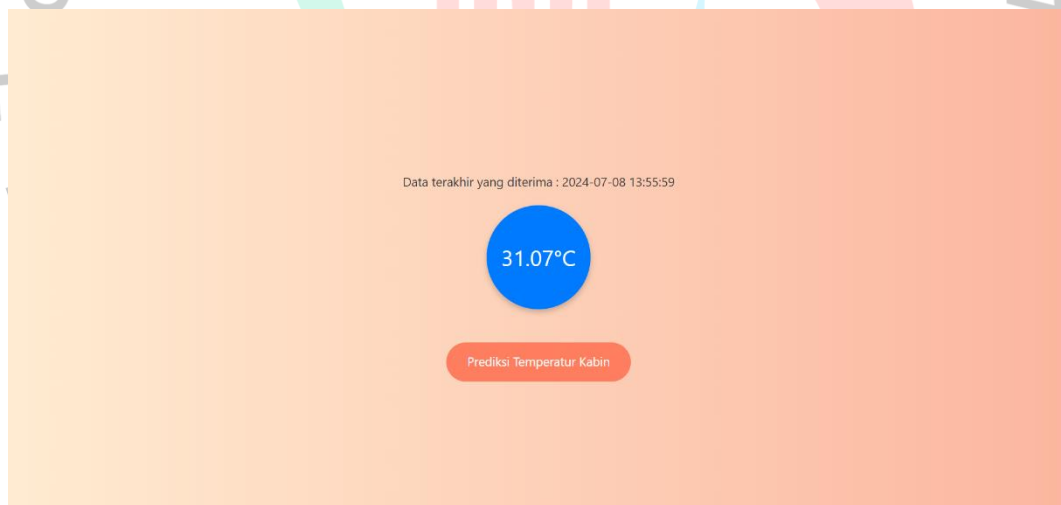 Data terakhir yang diterima : 2024-07-08 13:55:59
31.07°C
Prediksi Temperatur Kabin